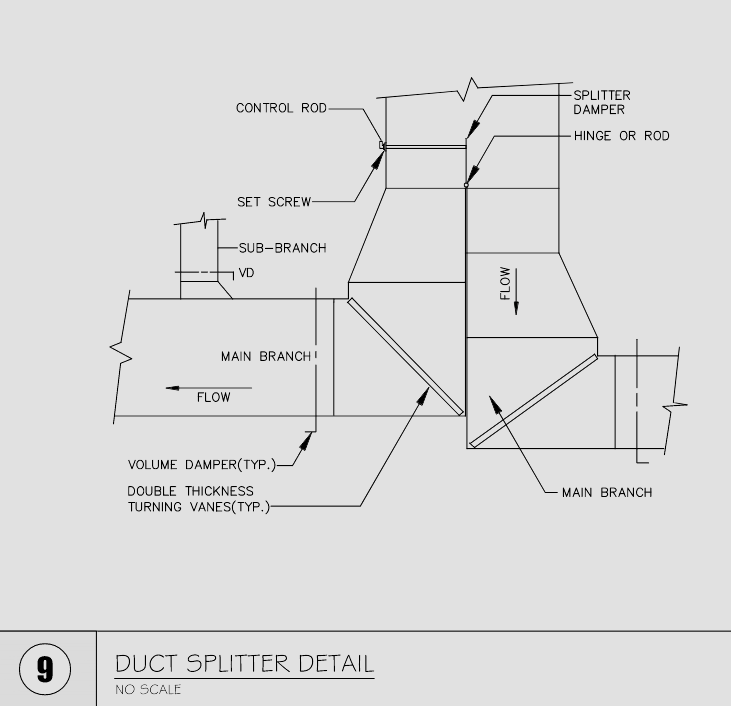 CONTROL ROD
SPLITTER
DAMPER
HINGE OR ROD
SET SCREW
SUB-BRANCH
VD
FLOW
MAIN BRANCH
FLOW
VOLUME DAMPER(TYP.)
DOUBLE THICKNESS
TURNING VANES(TYP.)
MAIN BRANCH
9
DUCT SPLITTER DETAIL
NO SCALE